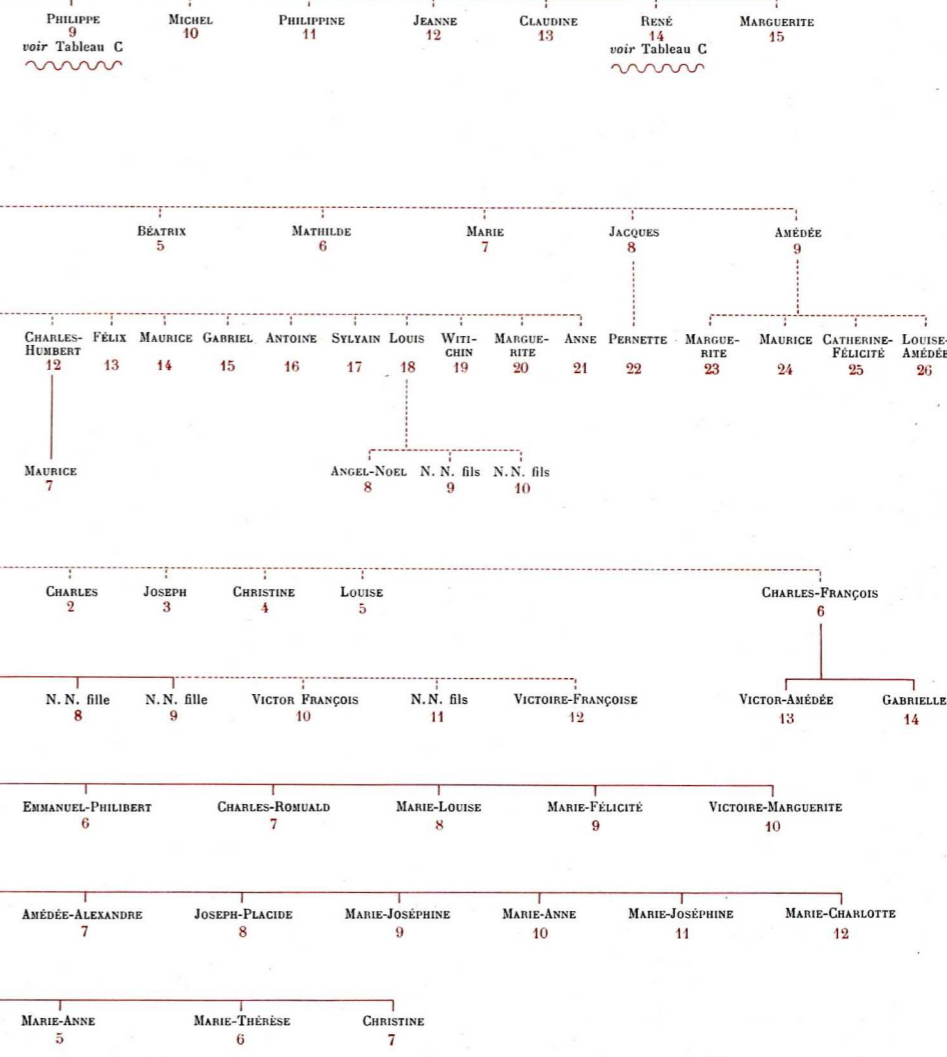 PHILIPPE MICHEL PHILIPPINE JEANNE CLAUDINE RENÉ MARGUERITE
9 10 11 12 13 14 15
voir Tableau C voir Tableau C
BÉATRIX MATHILDE MARIE JACQUES AMÉDÉE
5 6 7 8 9
CHARLES- FÉLIX MAURICE GABRIEL ANTOINE SYLVAIN LOUIS WITI- MARGUE- ANNE PERNETTE MARGUE- MAURICE CATHERINE- LOUISE-
HUMBERT CHIN RITE RITE FÉLICITÉ AMÉDÉE
12 13 14 15 16 17 18 19 20 21 22 23 24 25 26
MAURICE ANGEL-NOEL N. N. fils N. N. fils
7 8 9 10
CHARLES JOSEPH CHRISTINE LOUISE CHARLES-FRANÇOIS
2 3 4 5 6
N. N. fille N. N. fille VICTOR FRANÇOIS N. N. fils VICTOIRE-FRANÇOISE VICTOR-AMÉDÉE GABRIELLE
8 9 10 11 12 13 14
EMMANUEL-PHILIBERT CHARLES-ROMUALD MARIE-LOUISE MARIE-FÉLICITÉ VICTOIRE-MARGUERITE
6 7 8 9 10
AMÉDÉE-ALEXANDRE JOSEPH-PLACIDE MARIE-JOSÉPHINE MARIE-ANNE MARIE-JOSÉPHINE MARIE-CHARLOTTE
7 8 9 10 11 12
MARIE-ANNE MARIE-THÉRÈSE CHRISTINE
5 6 7